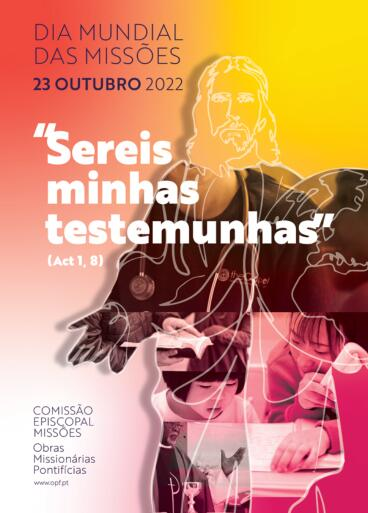 DIA MUNDIAL
DAS MISSÕES
23 OUTUBRO 2022
“Sereis
minhas
testemunhas”
(Act 1, 8)
COMISSÃO
EPISCOPAL
MISSÕES
Obras
Missionárias
Pontifícias
www.opf.pt